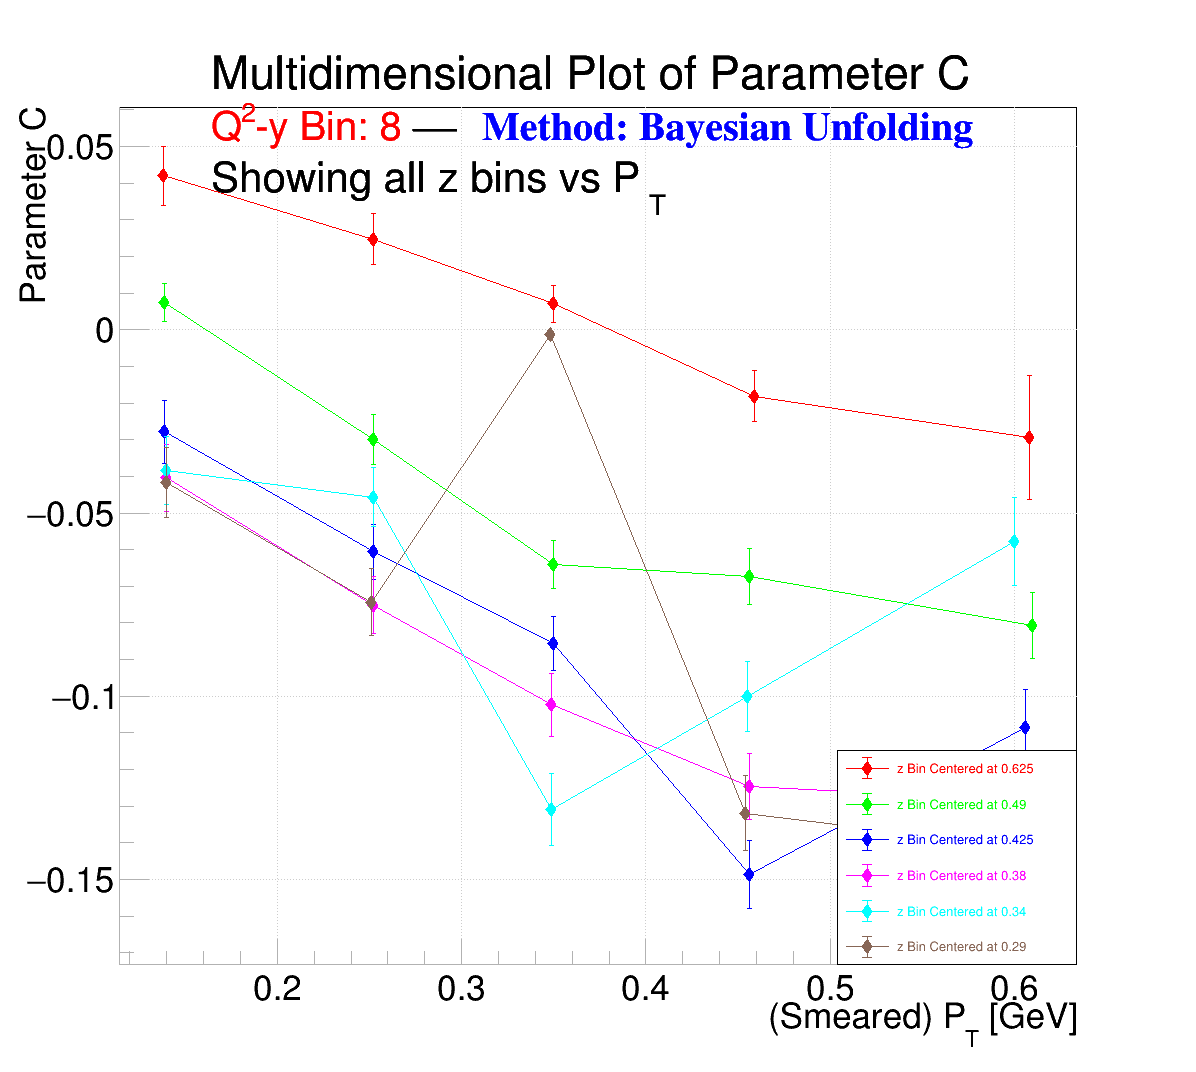 Multidimensional Plot of Parameter C
Q²-y Bin: 8 — Method: Bayesian Unfolding
Showing all z bins vs P_T
Parameter C
0.05
0
−0.05
−0.1
−0.15
z Bin Centered at 0.625
z Bin Centered at 0.49
z Bin Centered at 0.425
z Bin Centered at 0.38
z Bin Centered at 0.34
z Bin Centered at 0.29
0.2 0.3 0.4 0.5 0.6
(Smeared) P_T [GeV]